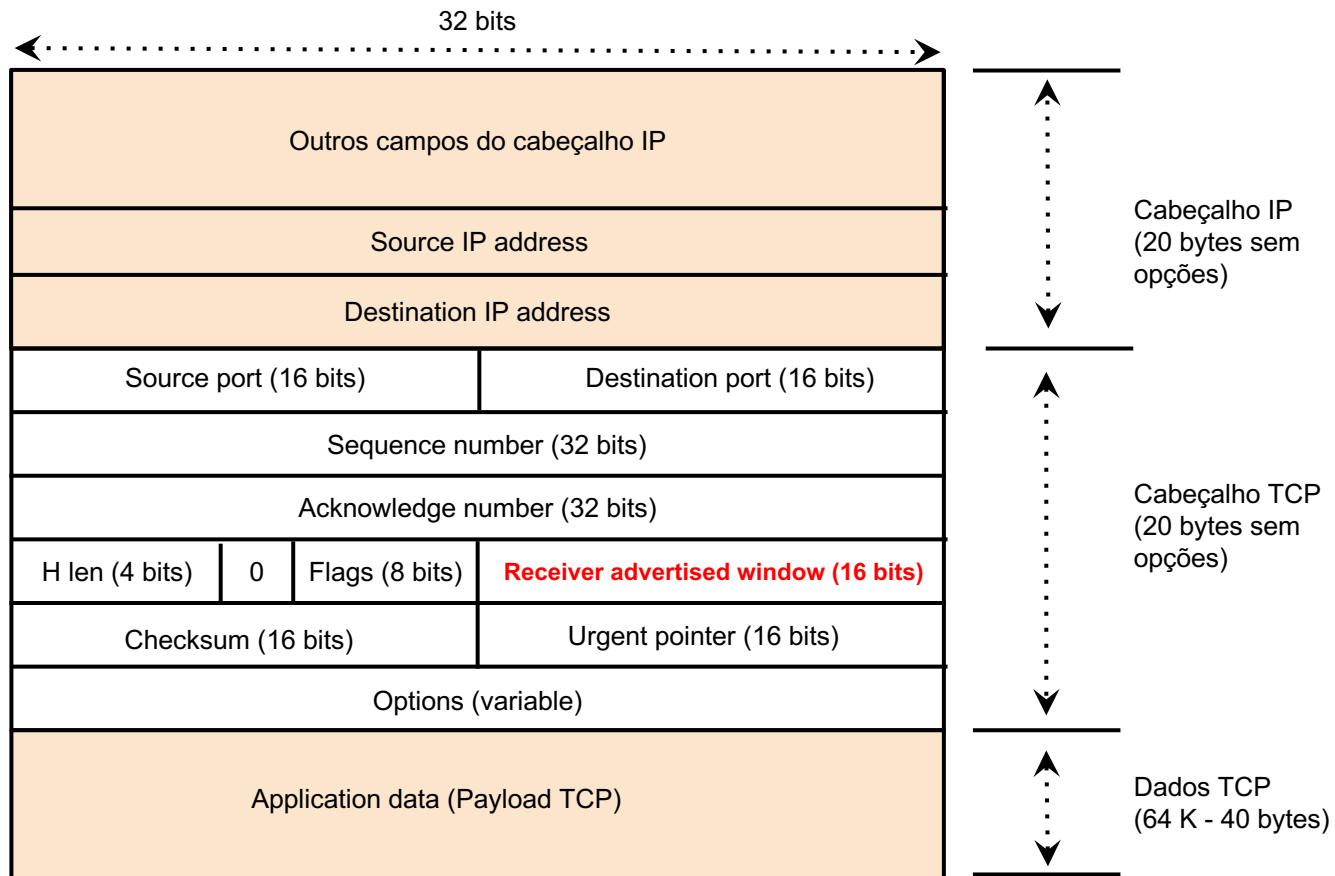 32 bits
Outros campos do cabeçalho IP
Source IP address
Destination IP address
Cabeçalho IP
(20 bytes sem
opções)
Source port (16 bits)
Destination port (16 bits)
Sequence number (32 bits)
Acknowledge number (32 bits)
H len (4 bits)
0
Flags (8 bits)
Receiver advertised window (16 bits)
Checksum (16 bits)
Urgent pointer (16 bits)
Options (variable)
Cabeçalho TCP
(20 bytes sem
opções)
Application data (Payload TCP)
Dados TCP
(64 K - 40 bytes)